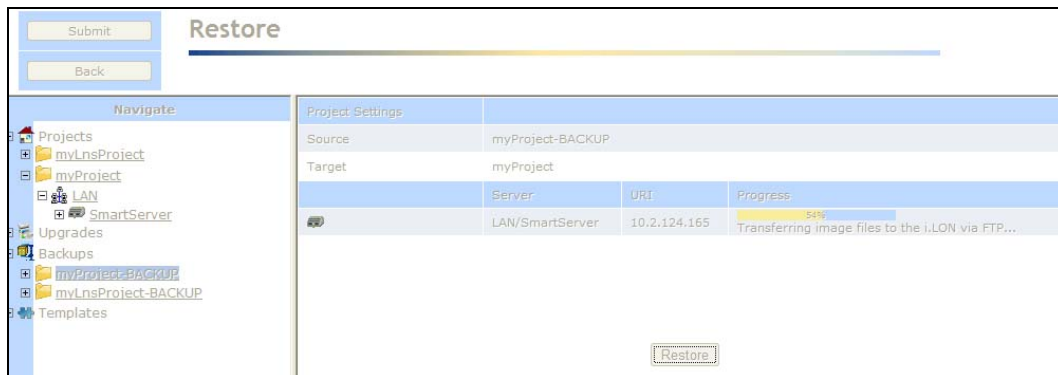 Submit
Restore
Back
Navigate
Projects
myLnsProject
myProject
LAN
SmartServer
Upgrades
Backups
myProject-BACKUP
myLnsProject-BACKUP
Templates
Project Settings
Source myProject-BACKUP
Target myProject
Server URI Progress
LAN/SmartServer 10.2.124.165 54%
Transferring image files to the i.LON via FTP...
Restore